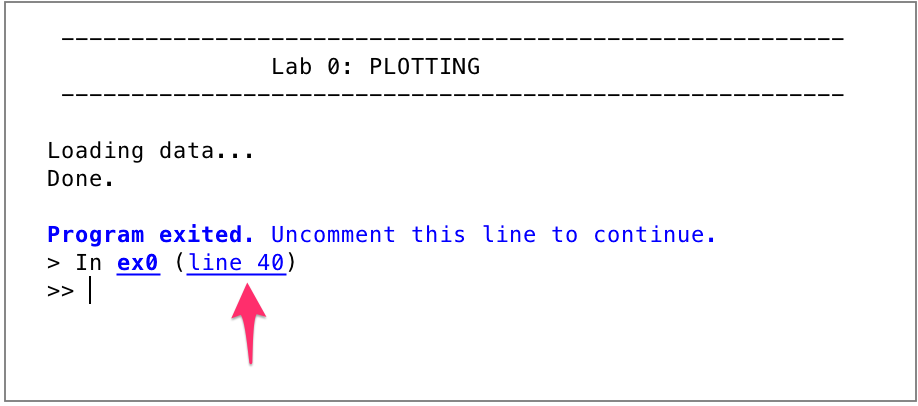 --------------------------------------------------------
Lab 0: PLOTTING
--------------------------------------------------------
Loading data...
Done.
Program exited. Uncomment this line to continue.
> In ex0 (line 40)
>>